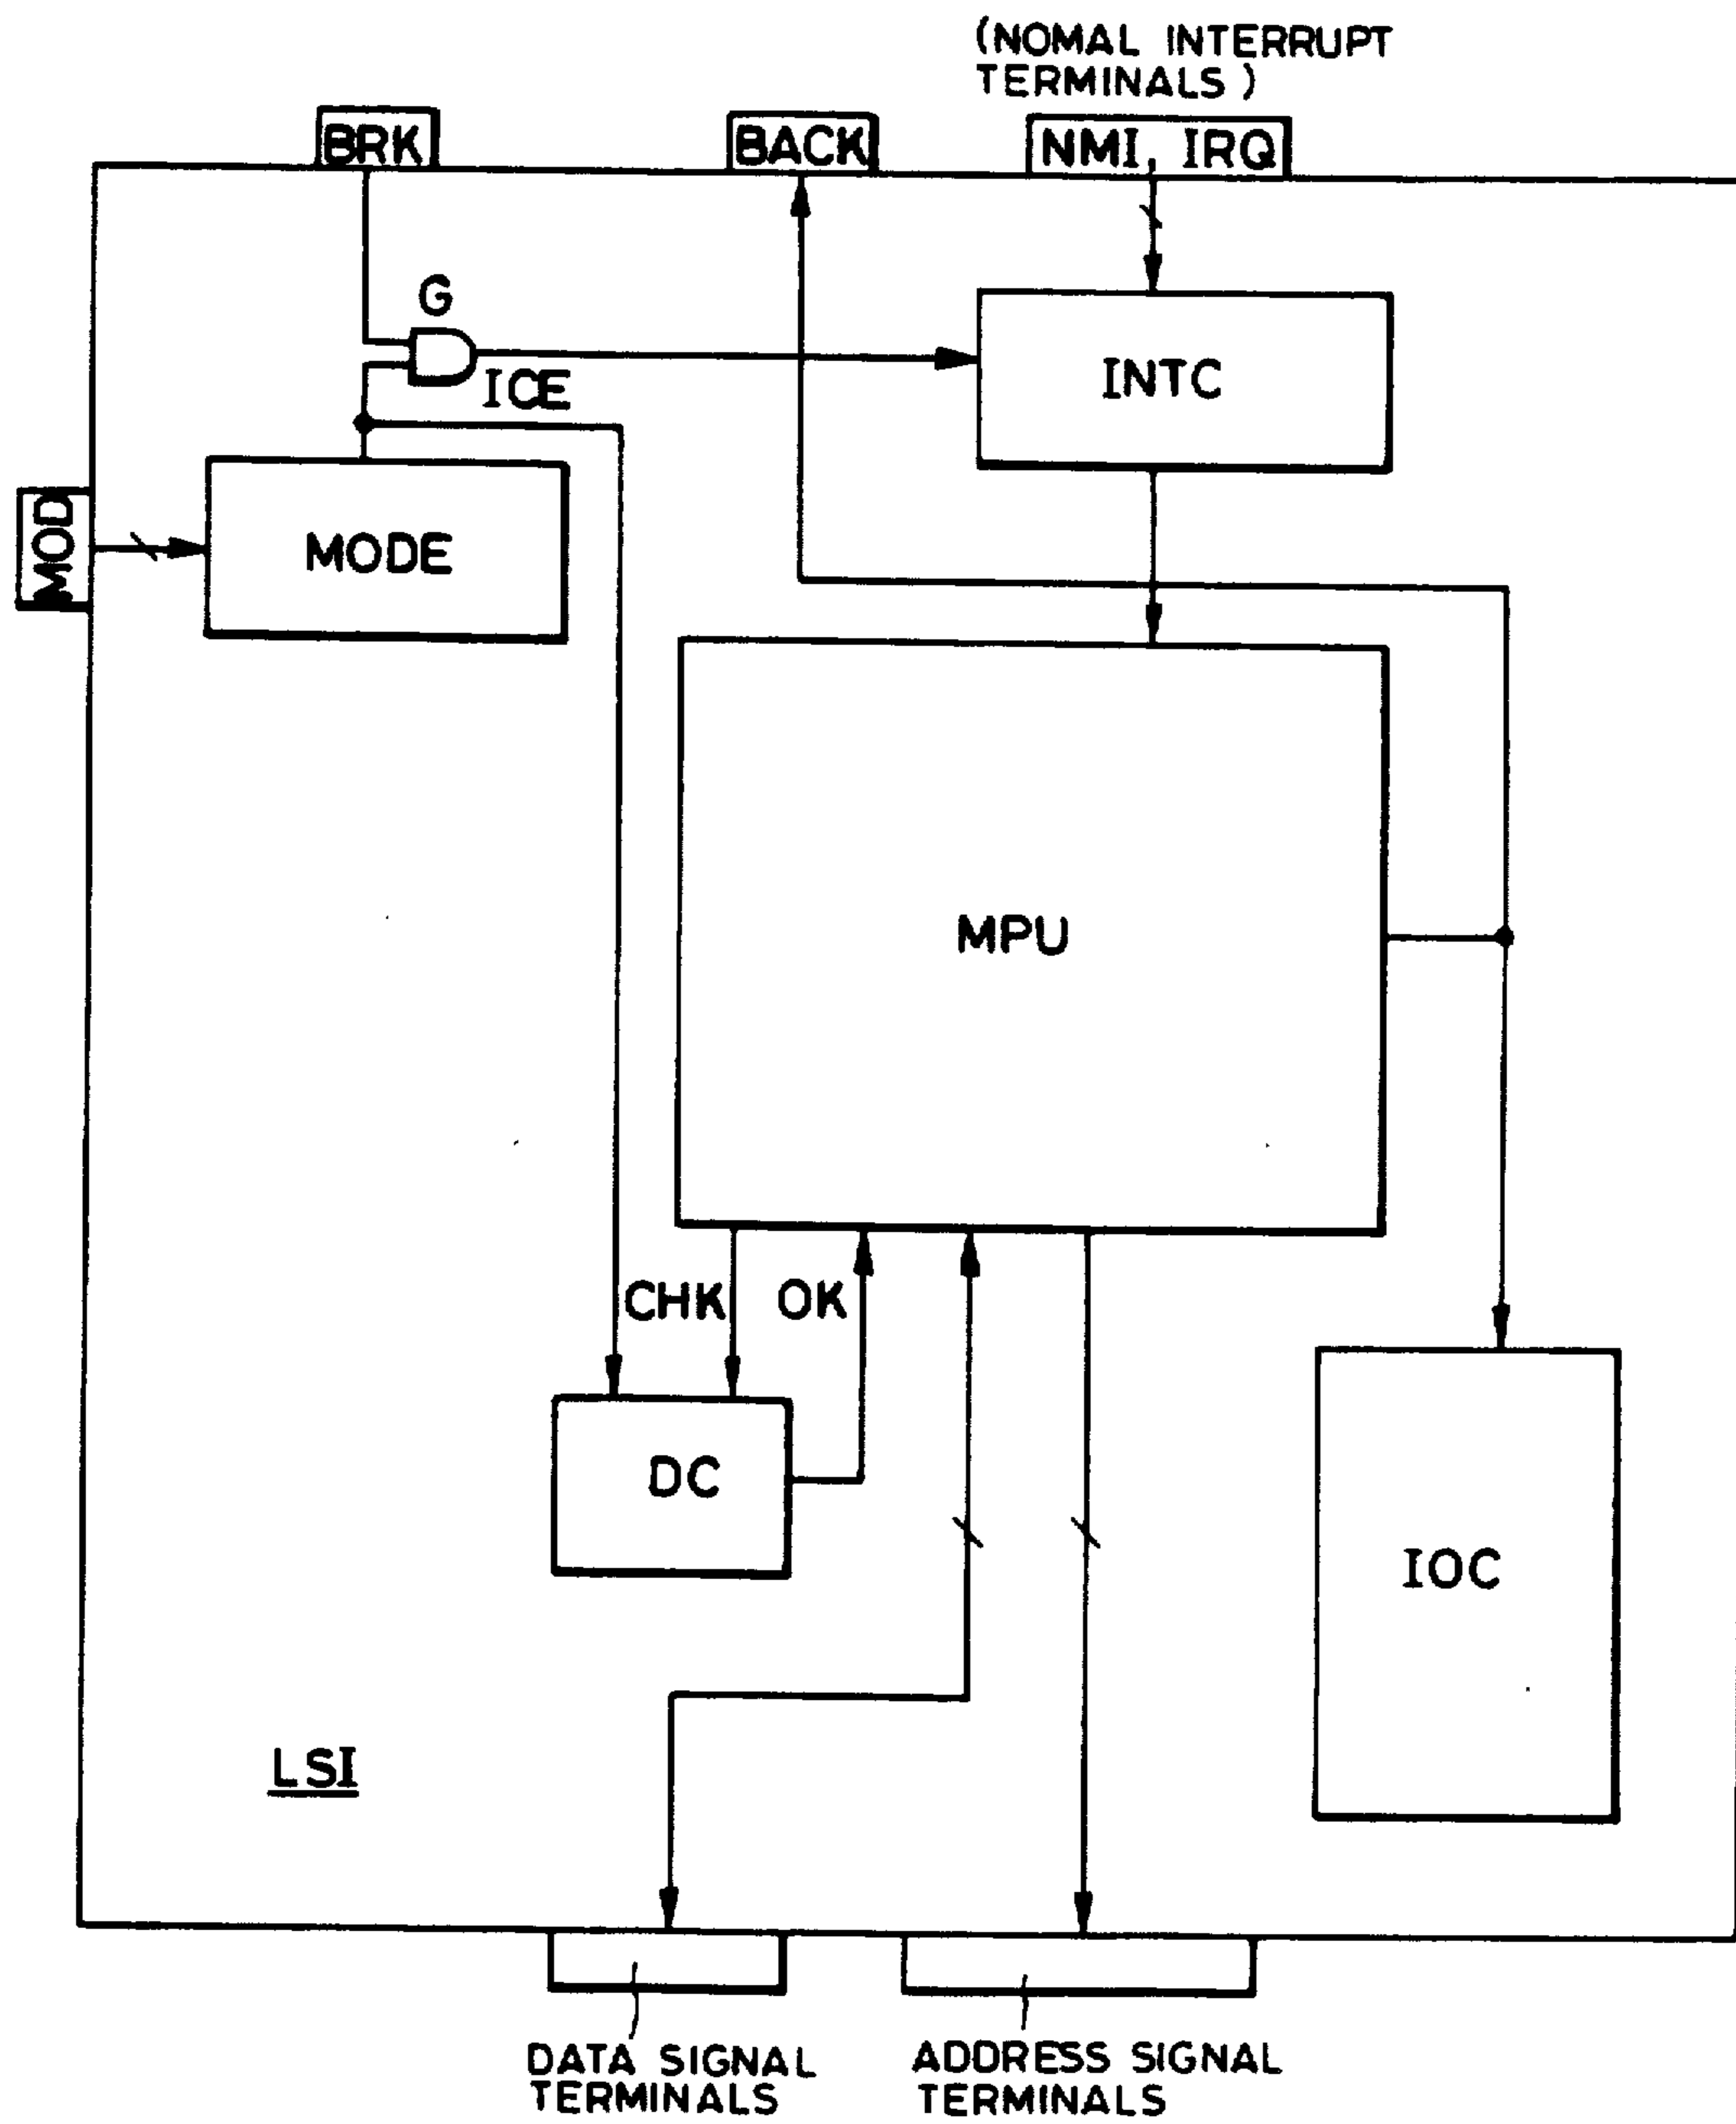 (NOMAL INTERRUPT
TERMINALS)
BRK
BACK
NMI, IRQ
G
ICE
INTC
MOD
MODE
MPU
CHK
OK
DC
IOC
LSI
DATA SIGNAL
TERMINALS
ADDRESS SIGNAL
TERMINALS